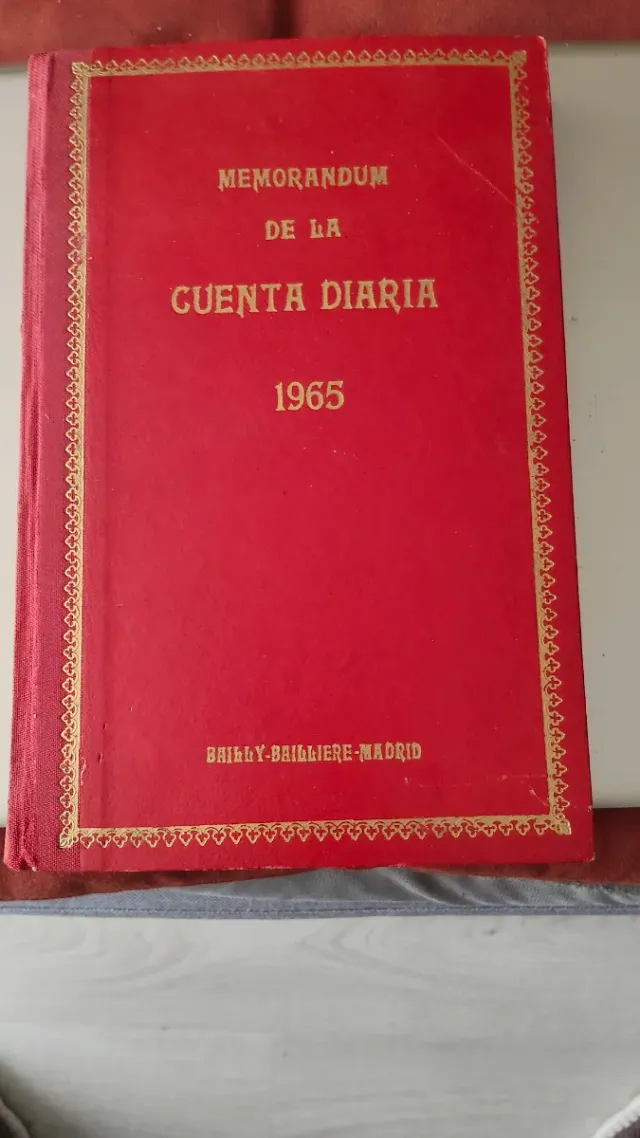 MEMORANDUM
DE LA
CUENTA DIARIA
1965
BAILLY-BAILLIERE-MADRID